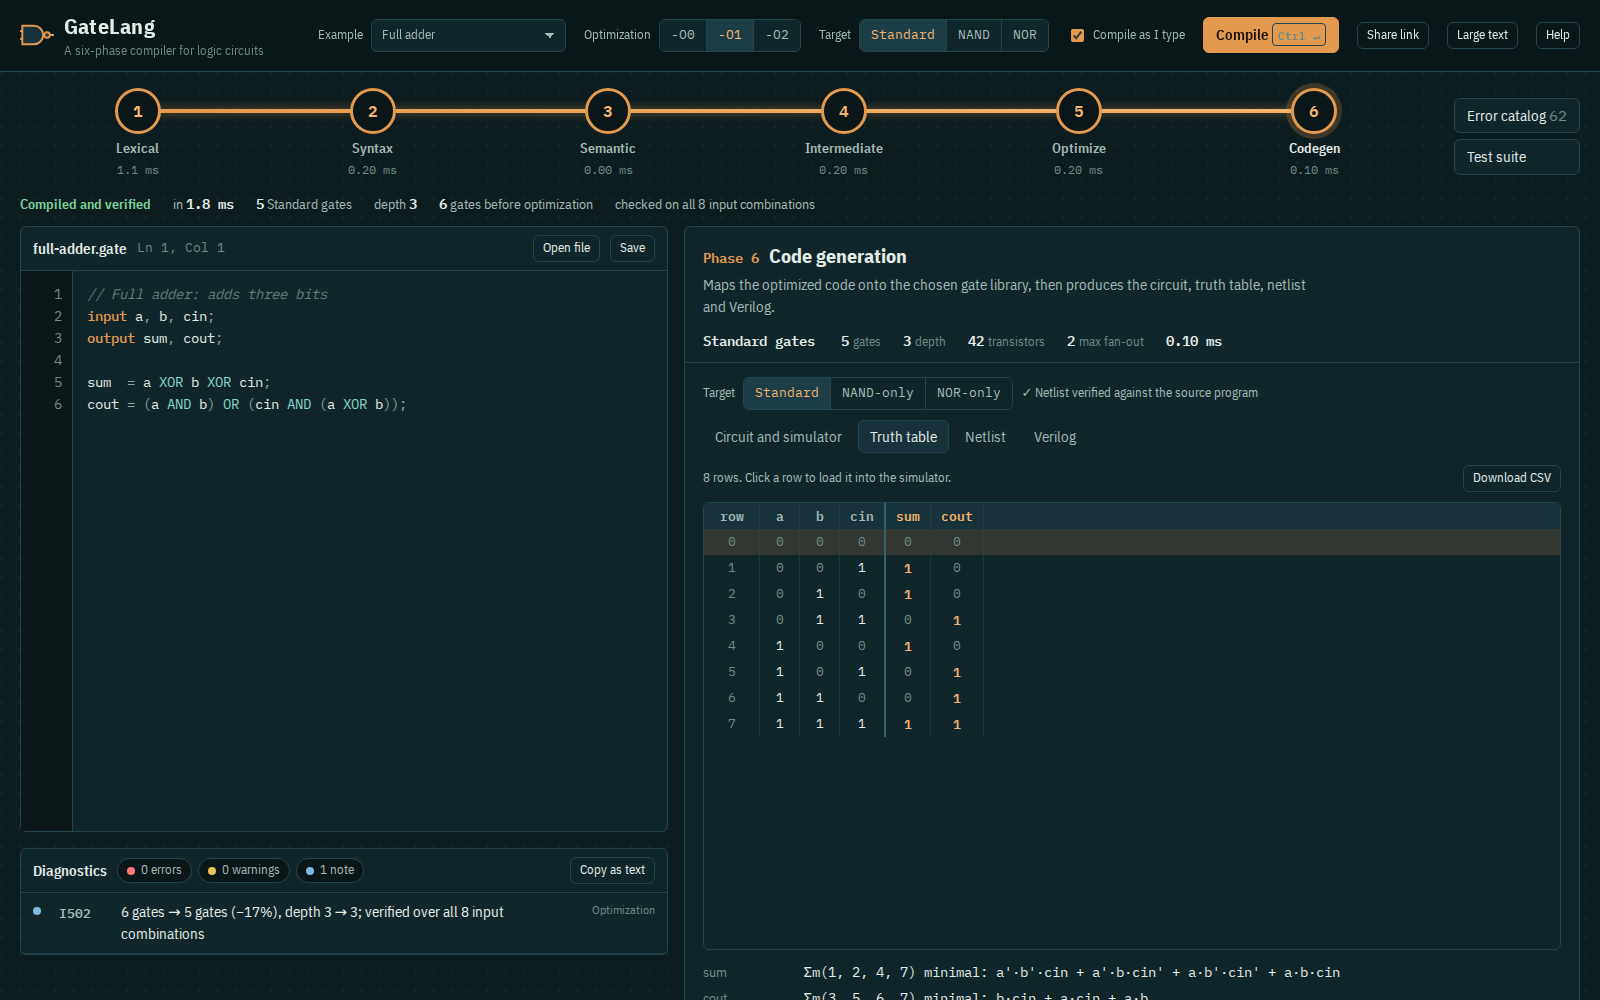 GateLang
A six-phase compiler for logic circuits
Example Full adder Optimization -O0 -O1 -O2 Target Standard NAND NOR Compile as I type Compile Ctrl ↵ Share link Large text Help
1 2 3 4 5 6
Lexical Syntax Semantic Intermediate Optimize Codegen
1.1 ms 0.20 ms 0.00 ms 0.20 ms 0.20 ms 0.10 ms
Error catalog 62
Test suite
Compiled and verified in 1.8 ms 5 Standard gates depth 3 6 gates before optimization checked on all 8 input combinations
full-adder.gate Ln 1, Col 1 Open file Save
1 // Full adder: adds three bits
2 input a, b, cin;
3 output sum, cout;
4
5 sum  = a XOR b XOR cin;
6 cout = (a AND b) OR (cin AND (a XOR b));
Diagnostics 0 errors 0 warnings 1 note Copy as text
I502 6 gates → 5 gates (−17%), depth 3 → 3; verified over all 8 input Optimization
combinations
Phase 6 Code generation
Maps the optimized code onto the chosen gate library, then produces the circuit, truth table, netlist
and Verilog.
Standard gates 5 gates 3 depth 42 transistors 2 max fan-out 0.10 ms
Target Standard NAND-only NOR-only ✓ Netlist verified against the source program
Circuit and simulator Truth table Netlist Verilog
8 rows. Click a row to load it into the simulator. Download CSV
row a b cin sum cout
0 0 0 0 0 0
1 0 0 1 1 0
2 0 1 0 1 0
3 0 1 1 0 1
4 1 0 0 1 0
5 1 0 1 0 1
6 1 1 0 0 1
7 1 1 1 1 1
sum Σm(1, 2, 4, 7) minimal: a'·b'·cin + a'·b·cin' + a·b'·cin' + a·b·cin
cout Σm(3, 5, 6, 7) minimal: b·cin + a·cin + a·b